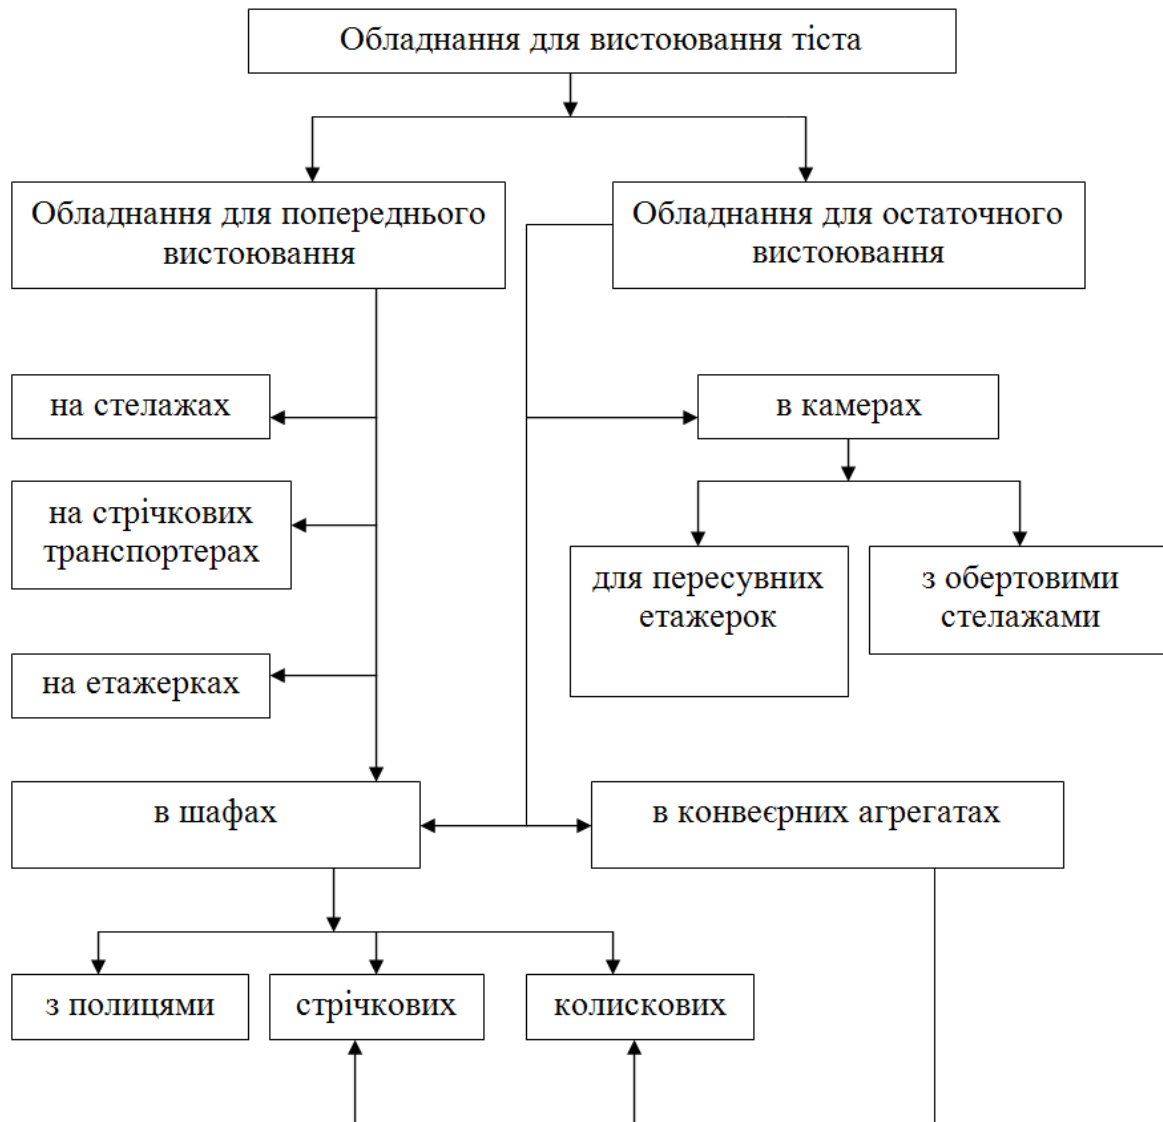 Обладнання для вистоювання тіста
Обладнання для попереднього
вистоювання
Обладнання для остаточного
вистоювання
на стелажах
в камерах
на стрічкових
транспортерах
для пересувних
етажерок
з обертовими
стелажами
на етажерках
в шафах
в конвеєрних агрегатах
з полицями
стрічкових
колискових